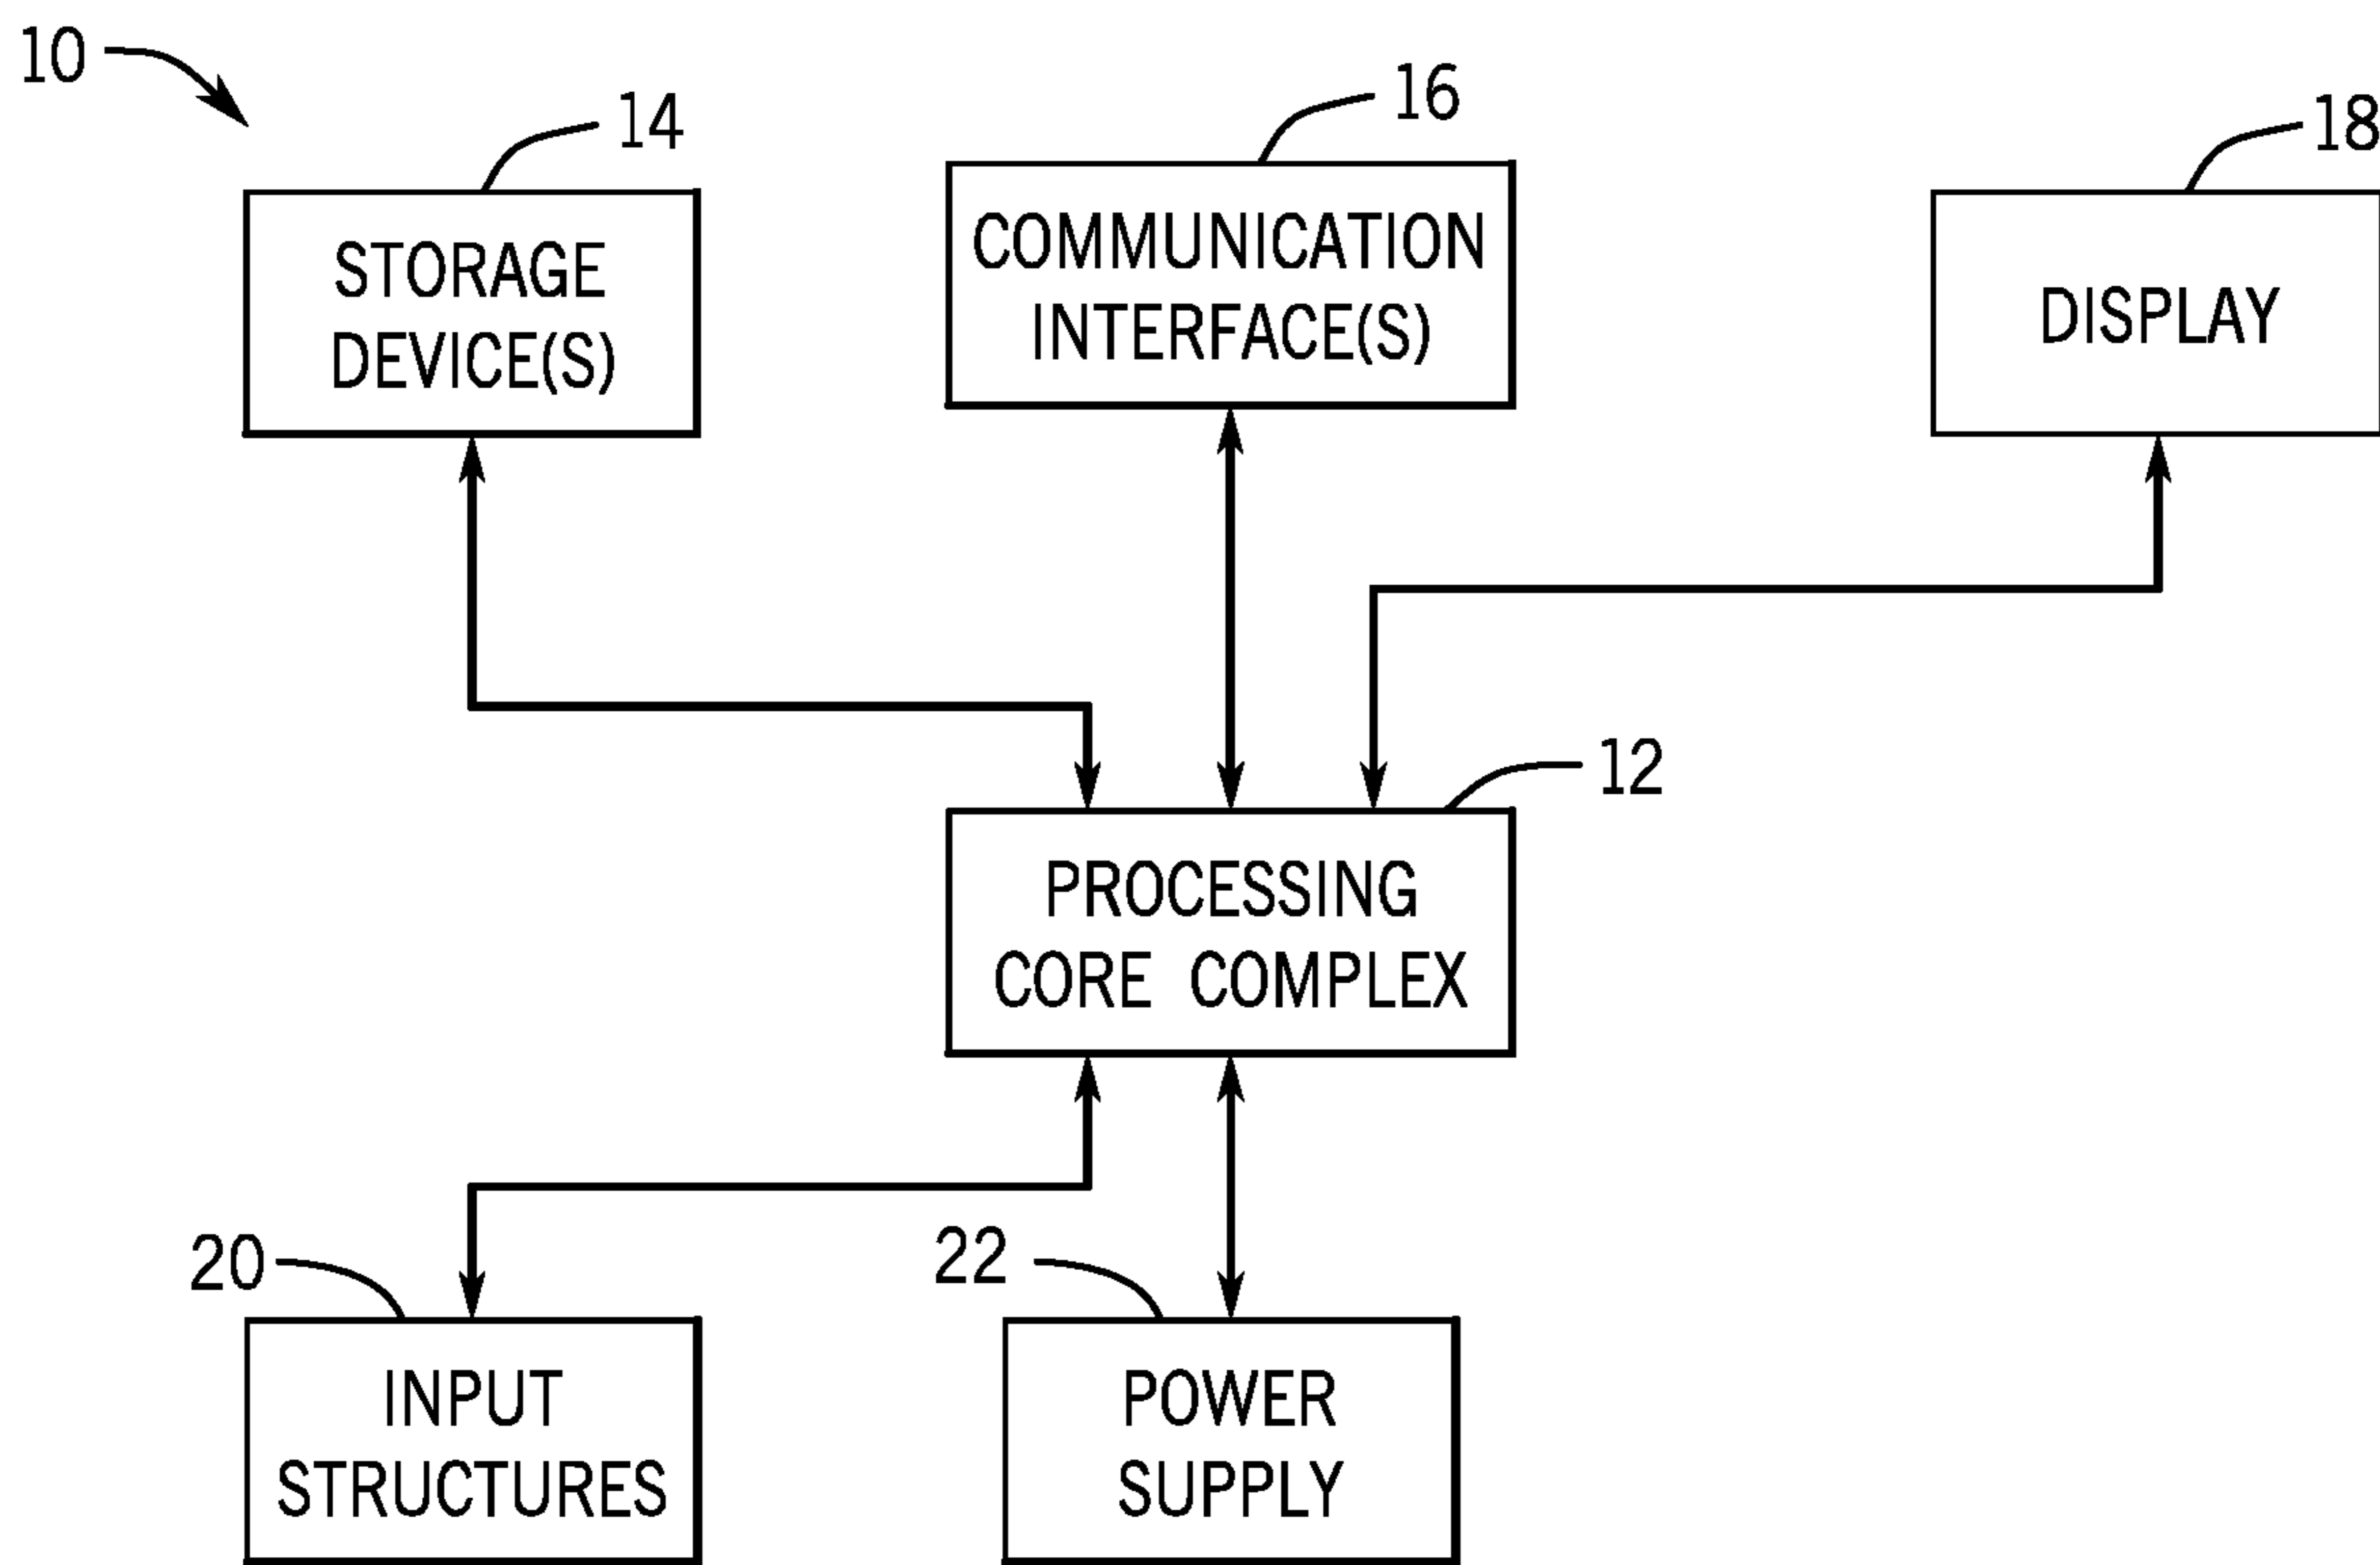 10
14
16
18
STORAGE
DEVICE(S)
COMMUNICATION
INTERFACE(S)
DISPLAY
12
PROCESSING
CORE COMPLEX
20
22
INPUT
STRUCTURES
POWER
SUPPLY